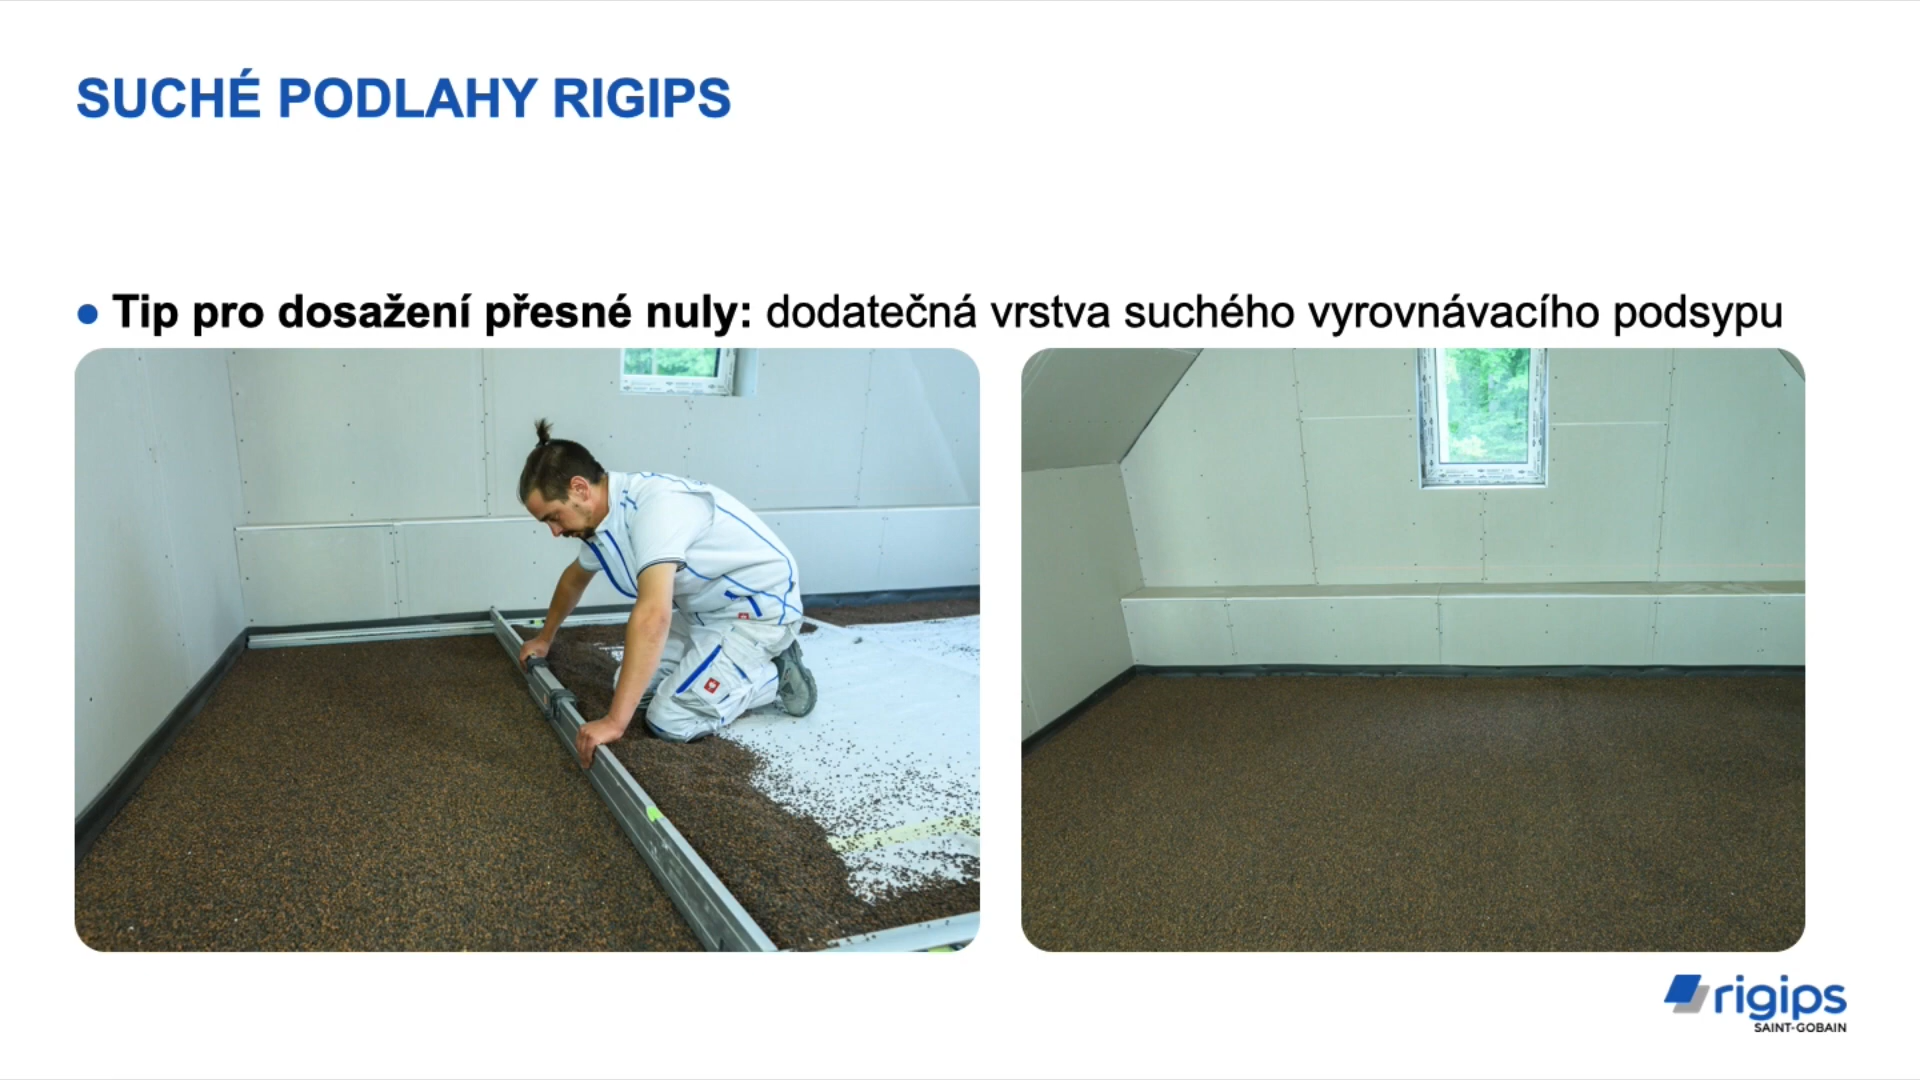 SUCHÉ PODLAHY RIGIPS
Tip pro dosažení přesné nuly: dodatečná vrstva suchého vyrovnávacího podsypu
rigips
SAINT-GOBAIN